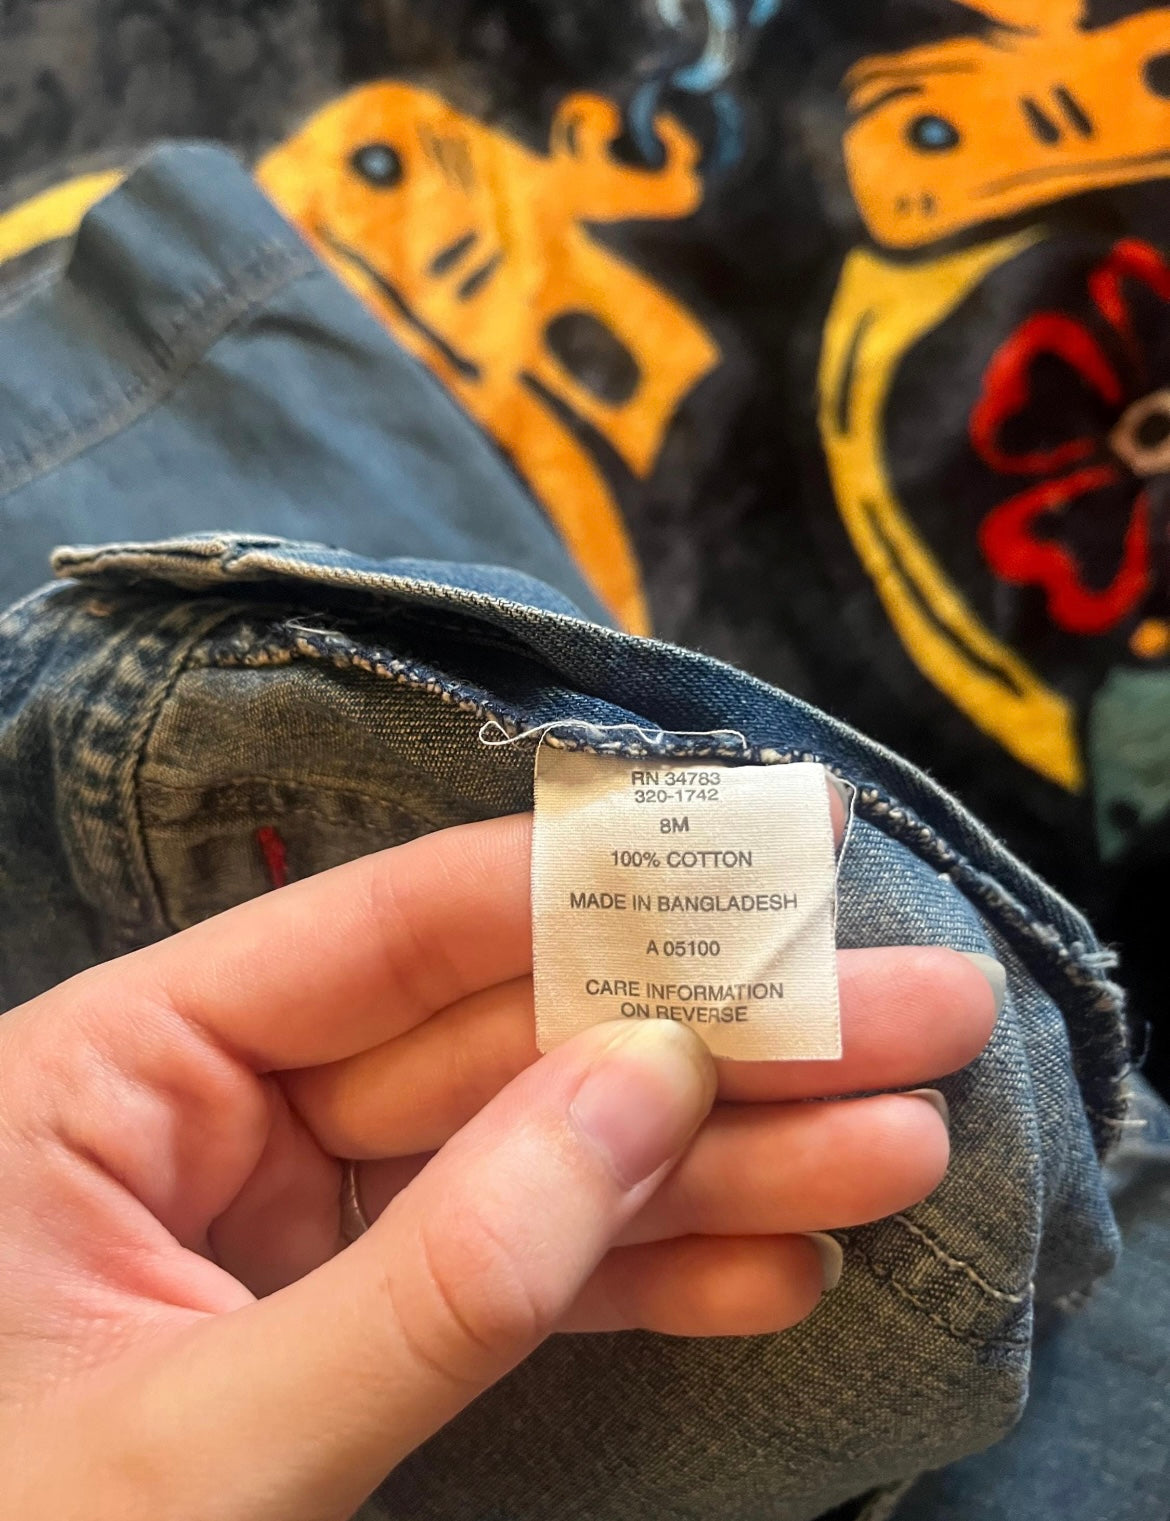 RN 34783
320-1742
8M
100% COTTON
MADE IN BANGLADESH
A 05100
CARE INFORMATION
ON REVERSE